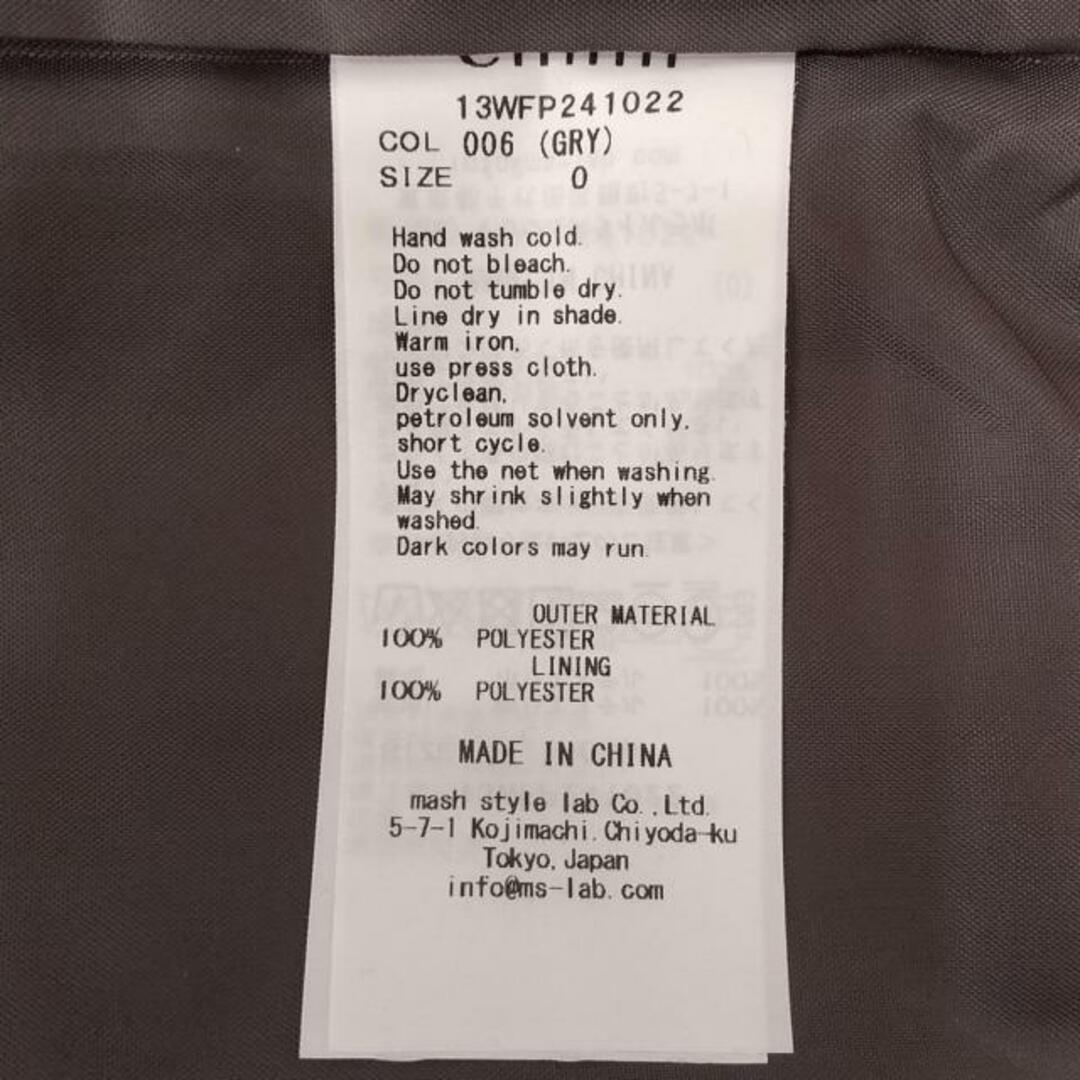 13WFP241022
COL 006 (GRY)
SIZE 0
Hand wash cold.
Do not bleach.
Do not tumble dry.
Line dry in shade.
Warm iron,
use press cloth.
Dryclean,
petroleum solvent only,
short cycle.
Use the net when washing.
May shrink slightly when
washed.
Dark colors may run.
OUTER MATERIAL
100% POLYESTER
LINING
100% POLYESTER
MADE IN CHINA
mash style lab Co.,Ltd.
5-7-1 Kojimachi.Chiyoda-ku
Tokyo,Japan
info@ms-lab.com